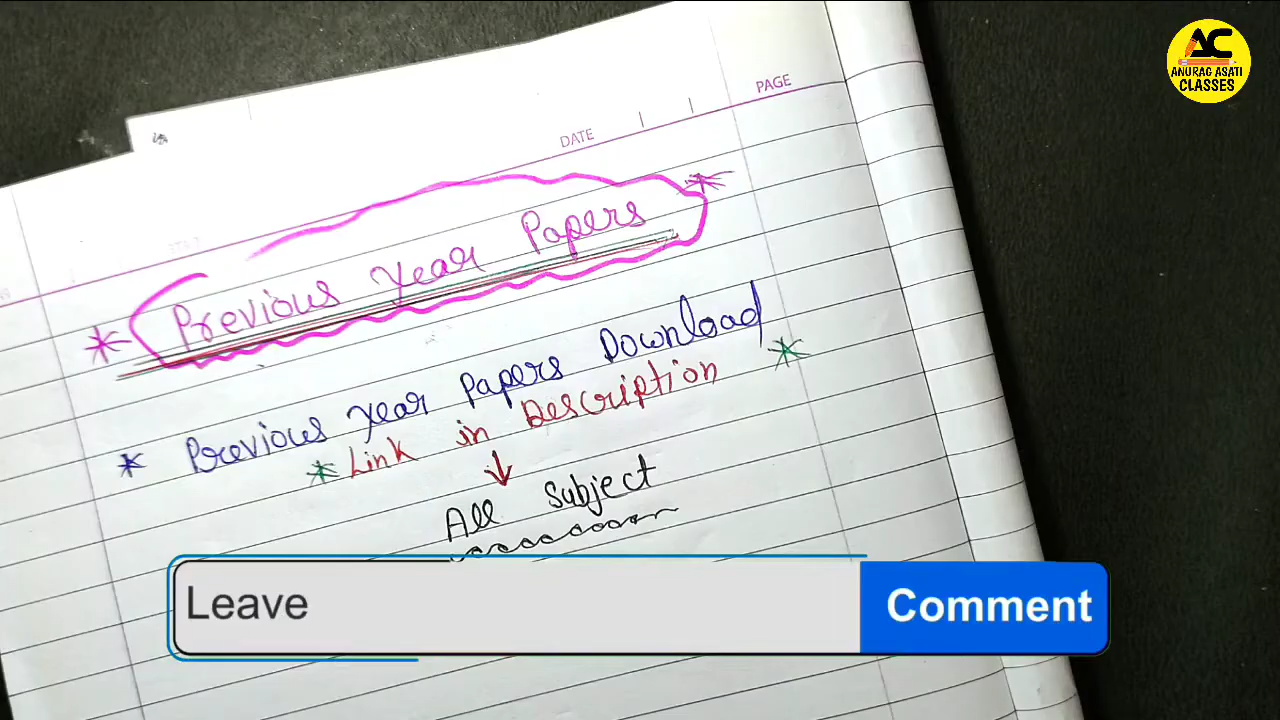 AC
ANURAG ASATI
CLASSES
PAGE
DATE
* Previous Year Papers *
* Previous Year Papers Download
* Link in Description *
↓
All Subject
Leave
Comment